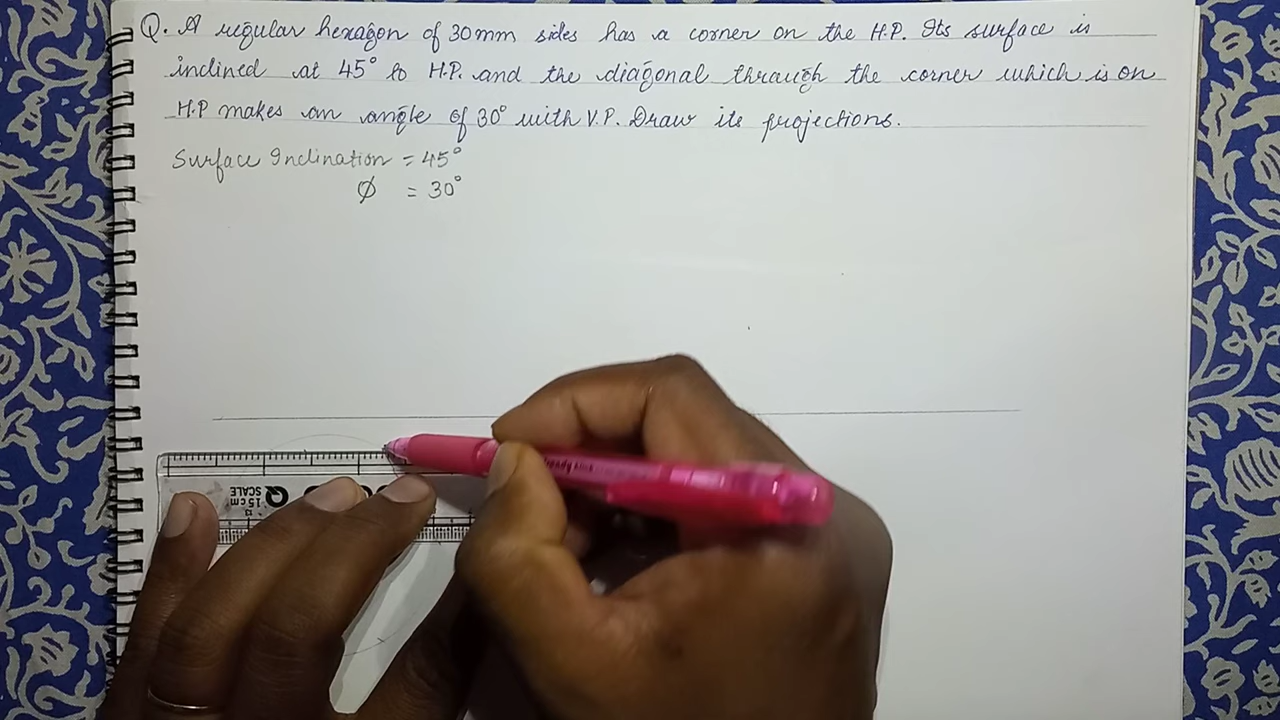 Q. A regular hexagon of 30mm sides has a corner on the H.P. Its surface is
inclined at 45° to H.P. and the diagonal through the corner which is on
H.P makes an angle of 30° with V.P. Draw its projections.
Surface Inclination = 45°
Ø = 30°
15cm
SCALE